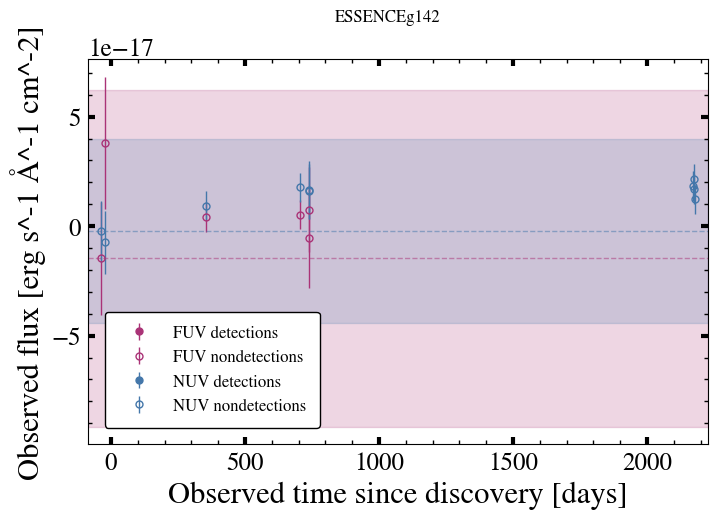 ESSENCEg142
1e−17
Observed flux [erg s^-1 Å^-1 cm^-2]
5
0
−5
FUV detections
FUV nondetections
NUV detections
NUV nondetections
0 500 1000 1500 2000
Observed time since discovery [days]